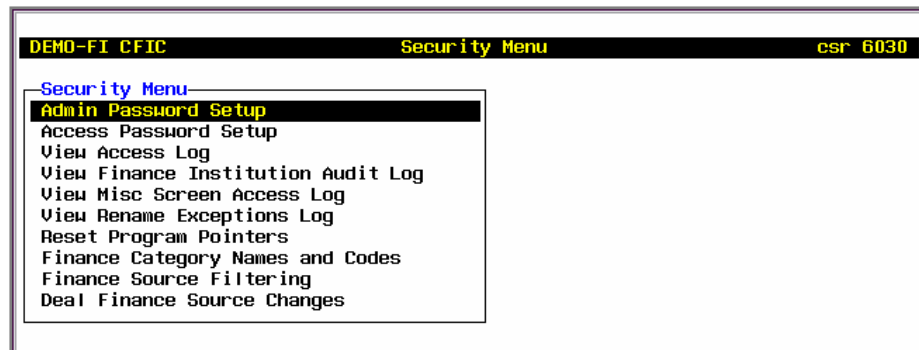 DEMO-FI CFIC Security Menu csr 6030
Security Menu
Admin Password Setup
Access Password Setup
View Access Log
View Finance Institution Audit Log
View Misc Screen Access Log
View Rename Exceptions Log
Reset Program Pointers
Finance Category Names and Codes
Finance Source Filtering
Deal Finance Source Changes